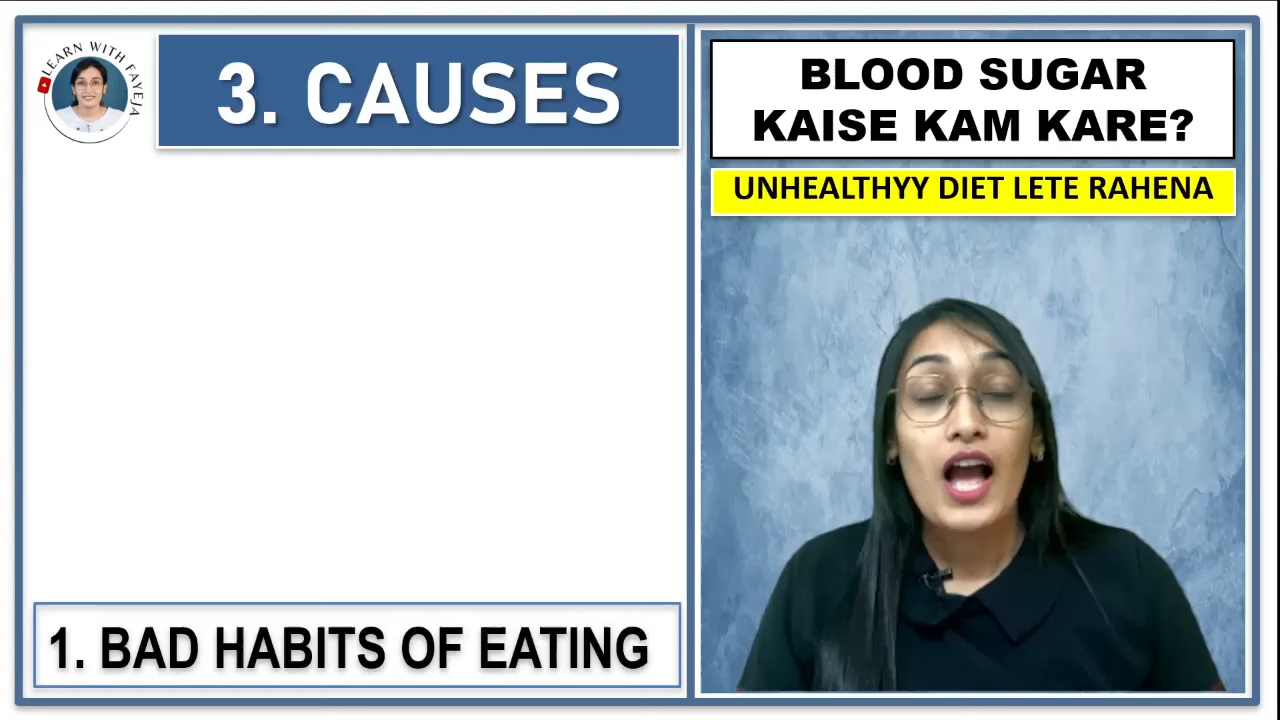 LEARN WITH FAYEJA
3. CAUSES
1. BAD HABITS OF EATING
BLOOD SUGAR
KAISE KAM KARE?
UNHEALTHYY DIET LETE RAHENA